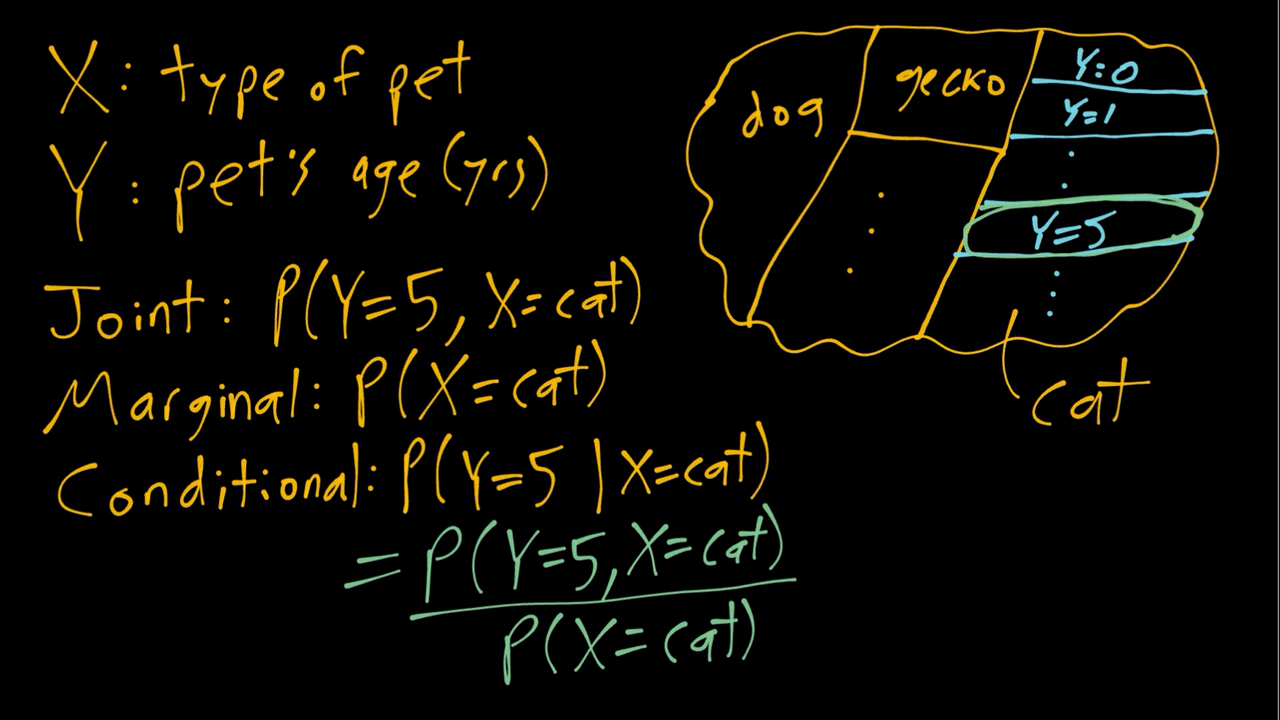 X: type of pet
Y: pet's age (yrs)
Joint: P(Y=5, X=cat)
Marginal: P(X=cat)
Conditional: P(Y=5 | X=cat)
= P(Y=5, X=cat)
P(X=cat)
dog
gecko
Y=0
Y=1
Y=5
cat